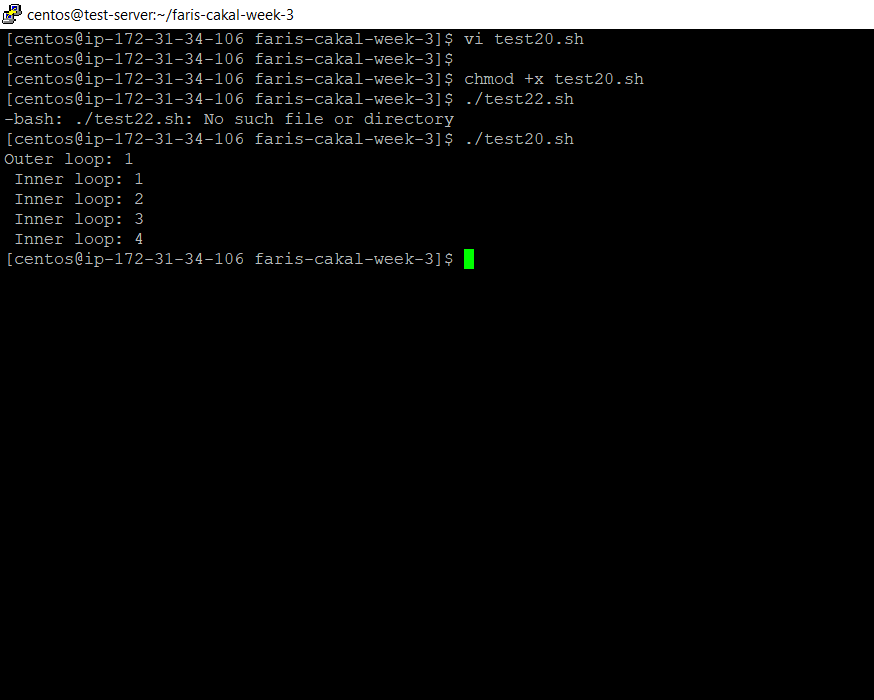 centos@test-server:~/faris-cakal-week-3
[centos@ip-172-31-34-106 faris-cakal-week-3]$ vi test20.sh
[centos@ip-172-31-34-106 faris-cakal-week-3]$
[centos@ip-172-31-34-106 faris-cakal-week-3]$ chmod +x test20.sh
[centos@ip-172-31-34-106 faris-cakal-week-3]$ ./test22.sh
-bash: ./test22.sh: No such file or directory
[centos@ip-172-31-34-106 faris-cakal-week-3]$ ./test20.sh
Outer loop: 1
 Inner loop: 1
 Inner loop: 2
 Inner loop: 3
 Inner loop: 4
[centos@ip-172-31-34-106 faris-cakal-week-3]$